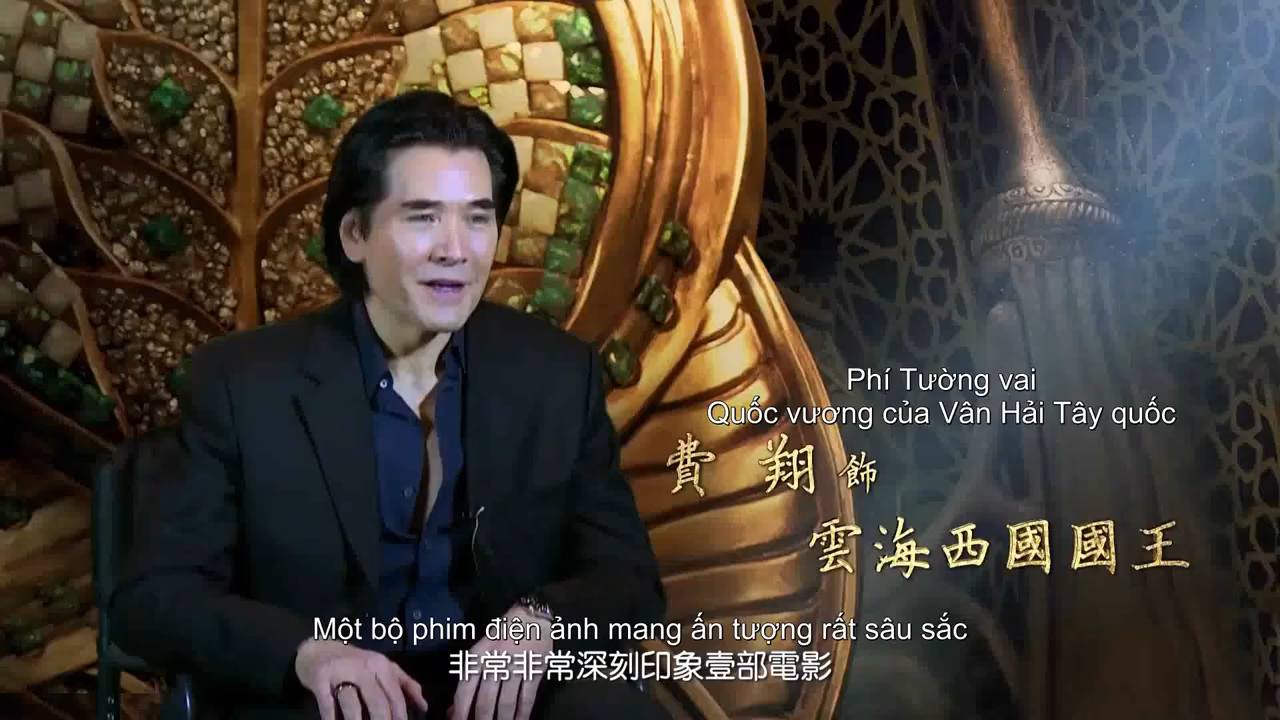 Phí Tường vai
Quốc vương của Vân Hải Tây quốc
費 翔 飾
雲海西國國王
Một bộ phim điện ảnh mang ấn tượng rất sâu sắc
非常非常深刻印象壹部電影